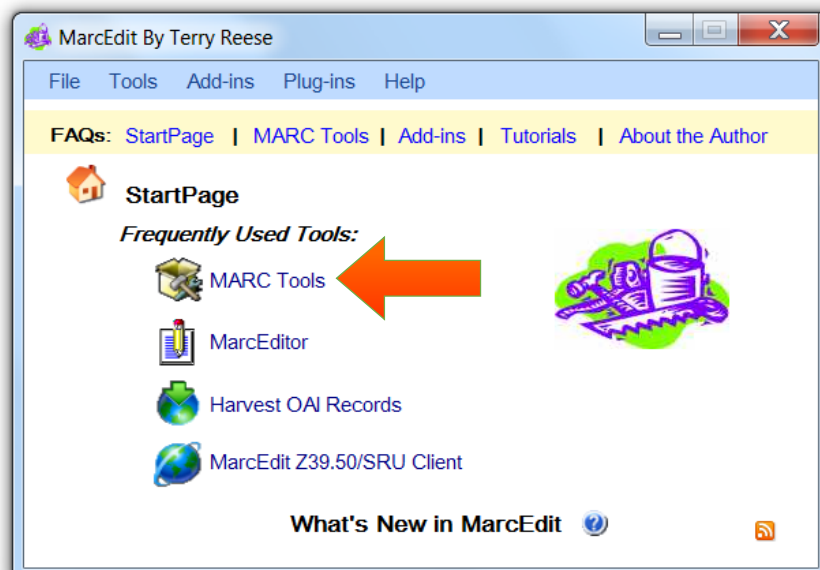 MarcEdit By Terry Reese
File Tools Add-ins Plug-ins Help
FAQs: StartPage | MARC Tools | Add-ins | Tutorials | About the Author
StartPage
Frequently Used Tools:
MARC Tools
MarcEditor
Harvest OAI Records
MarcEdit Z39.50/SRU Client
What's New in MarcEdit